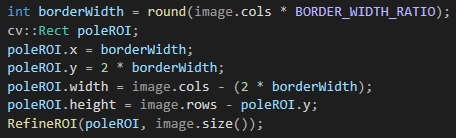 int borderWidth = round(image.cols * BORDER_WIDTH_RATIO);
cv::Rect poleROI;
poleROI.x = borderWidth;
poleROI.y = 2 * borderWidth;
poleROI.width = image.cols - (2 * borderWidth);
poleROI.height = image.rows - poleROI.y;
RefineROI(poleROI, image.size());